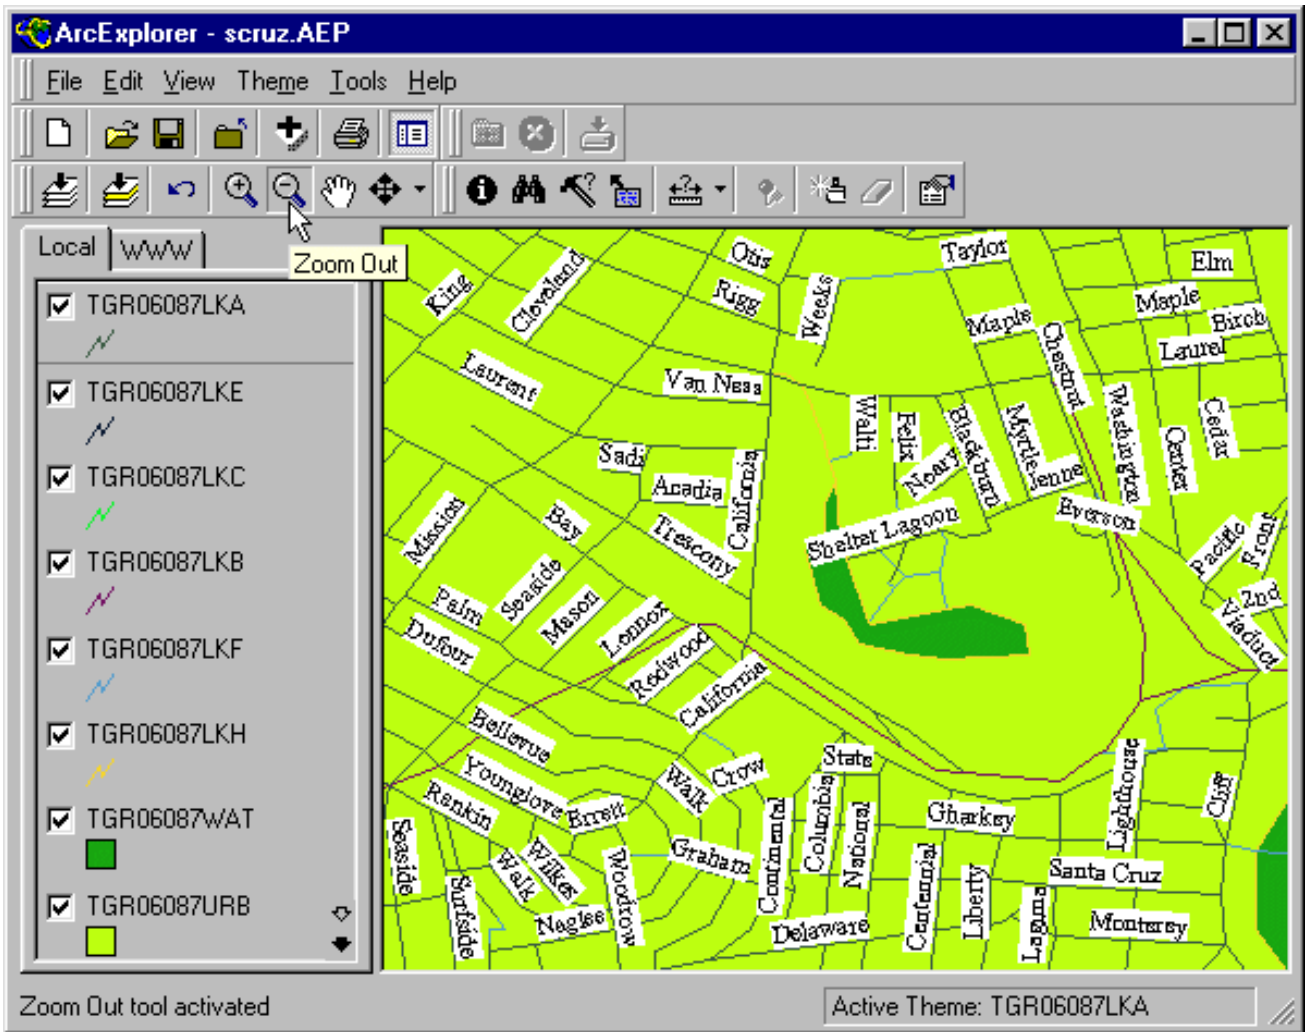 ArcExplorer - scruz.AEP
File Edit View Theme Tools Help
Local WWW
Zoom Out
TGR06087LKA
TGR06087LKE
TGR06087LKC
TGR06087LKB
TGR06087LKF
TGR06087LKH
TGR06087WAT
TGR06087URB
Otis
Taylor
Elm
King
Cleveland
Rigg
Weeks
Maple
Maple
Birch
Chestnut
Laurel
Laurent
Van Ness
Walti
Felix
Blackburn
Myrtle
Washington
Cedar
Center
Sadi
Neary
Jenne
Acadia
California
Mission
Bay
Trescony
Shelter Lagoon
Everson
Pacific
Front
Seaside
Palm
Mason
Lennox
2nd
Viaduct
Dufour
Redwood
California
Bellevue
State
Lighthouse
Cliff
Younglove
Walk
Crow
Rankin
Errett
Continental
Columbia
National
Gharkey
Seaside
Walk
Wilkes
Woodrow
Graham
Centennial
Liberty
Santa Cruz
Surfside
Naglee
Delaware
Laguna
Monterey
Zoom Out tool activated
Active Theme: TGR06087LKA